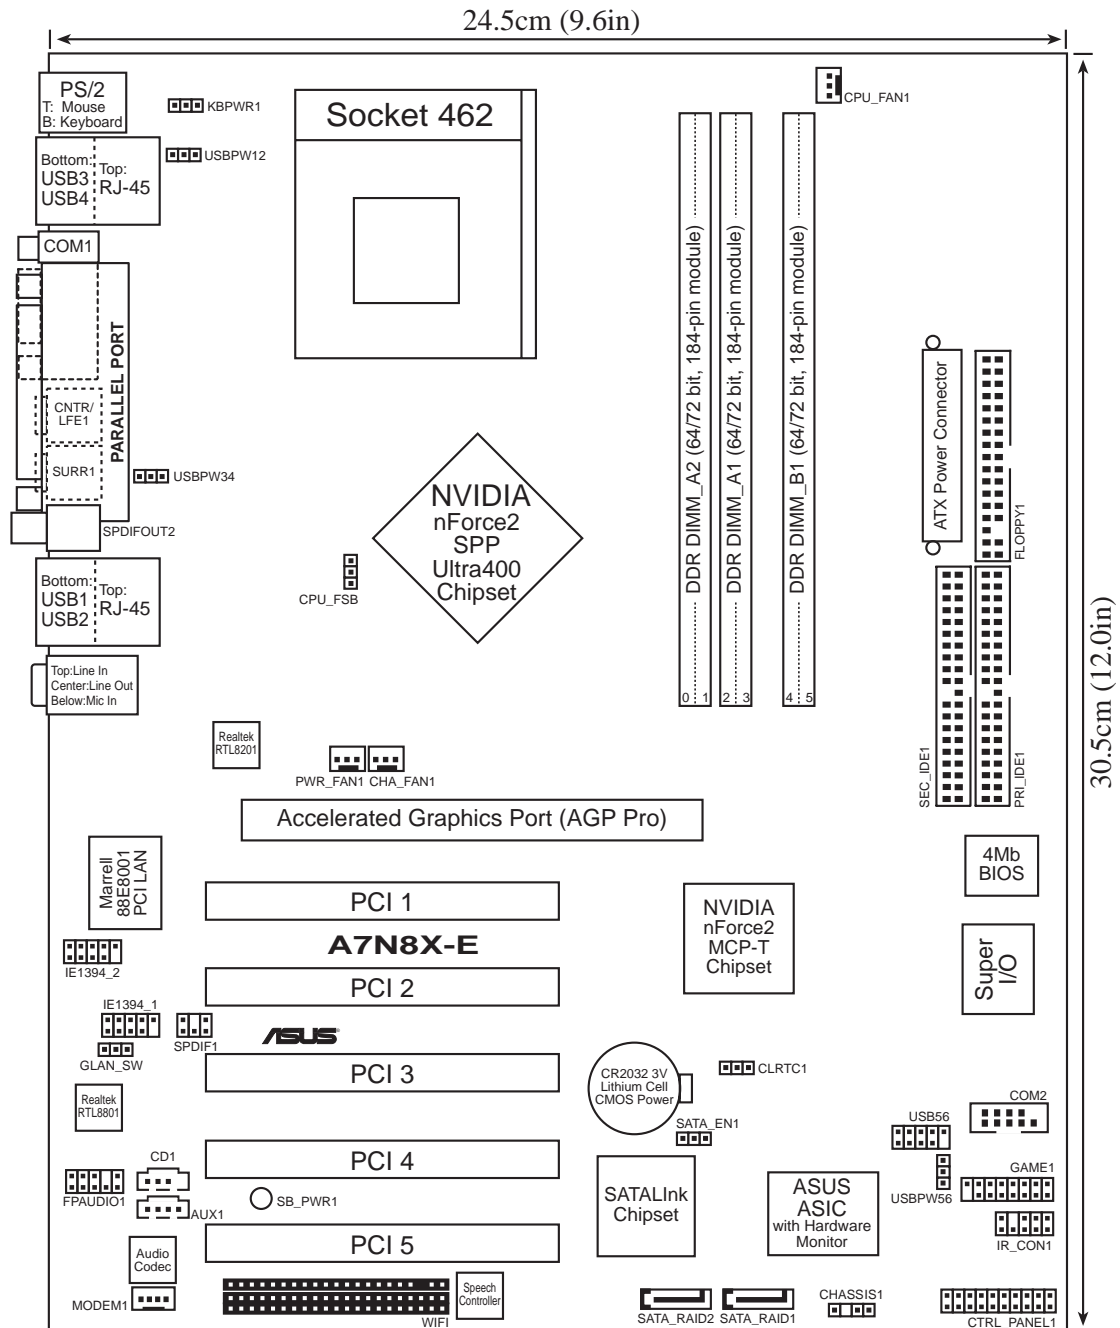 24.5cm (9.6in)
PS/2
T: Mouse
B: Keyboard
KBPWR1
Socket 462
CPU_FAN1
USBPW12
Bottom:
USB3
USB4
Top:
RJ-45
COM1
PARALLEL PORT
CNTR/
LFE1
SURR1
USBPW34
SPDIFOUT2
NVIDIA
nForce2
SPP
Ultra400
Chipset
CPU_FSB
DDR DIMM_A2 (64/72 bit, 184-pin module)
DDR DIMM_A1 (64/72 bit, 184-pin module)
DDR DIMM_B1 (64/72 bit, 184-pin module)
0 1
2 3
4 5
ATX Power Connector
FLOPPY1
Bottom:
USB1
USB2
Top:
RJ-45
Top:Line In
Center:Line Out
Below:Mic In
30.5cm (12.0in)
Realtek
RTL8201
PWR_FAN1
CHA_FAN1
SEC_IDE1
PRI_IDE1
Accelerated Graphics Port (AGP Pro)
Marrell
88E8001
PCI LAN
4Mb
BIOS
PCI 1
NVIDIA
nForce2
MCP-T
Chipset
A7N8X-E
Super
I/O
IE1394_2
PCI 2
IE1394_1
SPDIF1
ASUS
GLAN_SW
PCI 3
CR2032 3V
Lithium Cell
CMOS Power
CLRTC1
Realtek
RTL8801
SATA_EN1
USB56
COM2
CD1
PCI 4
FPAUDIO1
AUX1
SB_PWR1
SATALInk
Chipset
ASUS
ASIC
with Hardware
Monitor
USBPW56
GAME1
IR_CON1
PCI 5
Audio
Codec
MODEM1
Speech
Controller
WIFI
SATA_RAID2
SATA_RAID1
CHASSIS1
CTRL_PANEL1